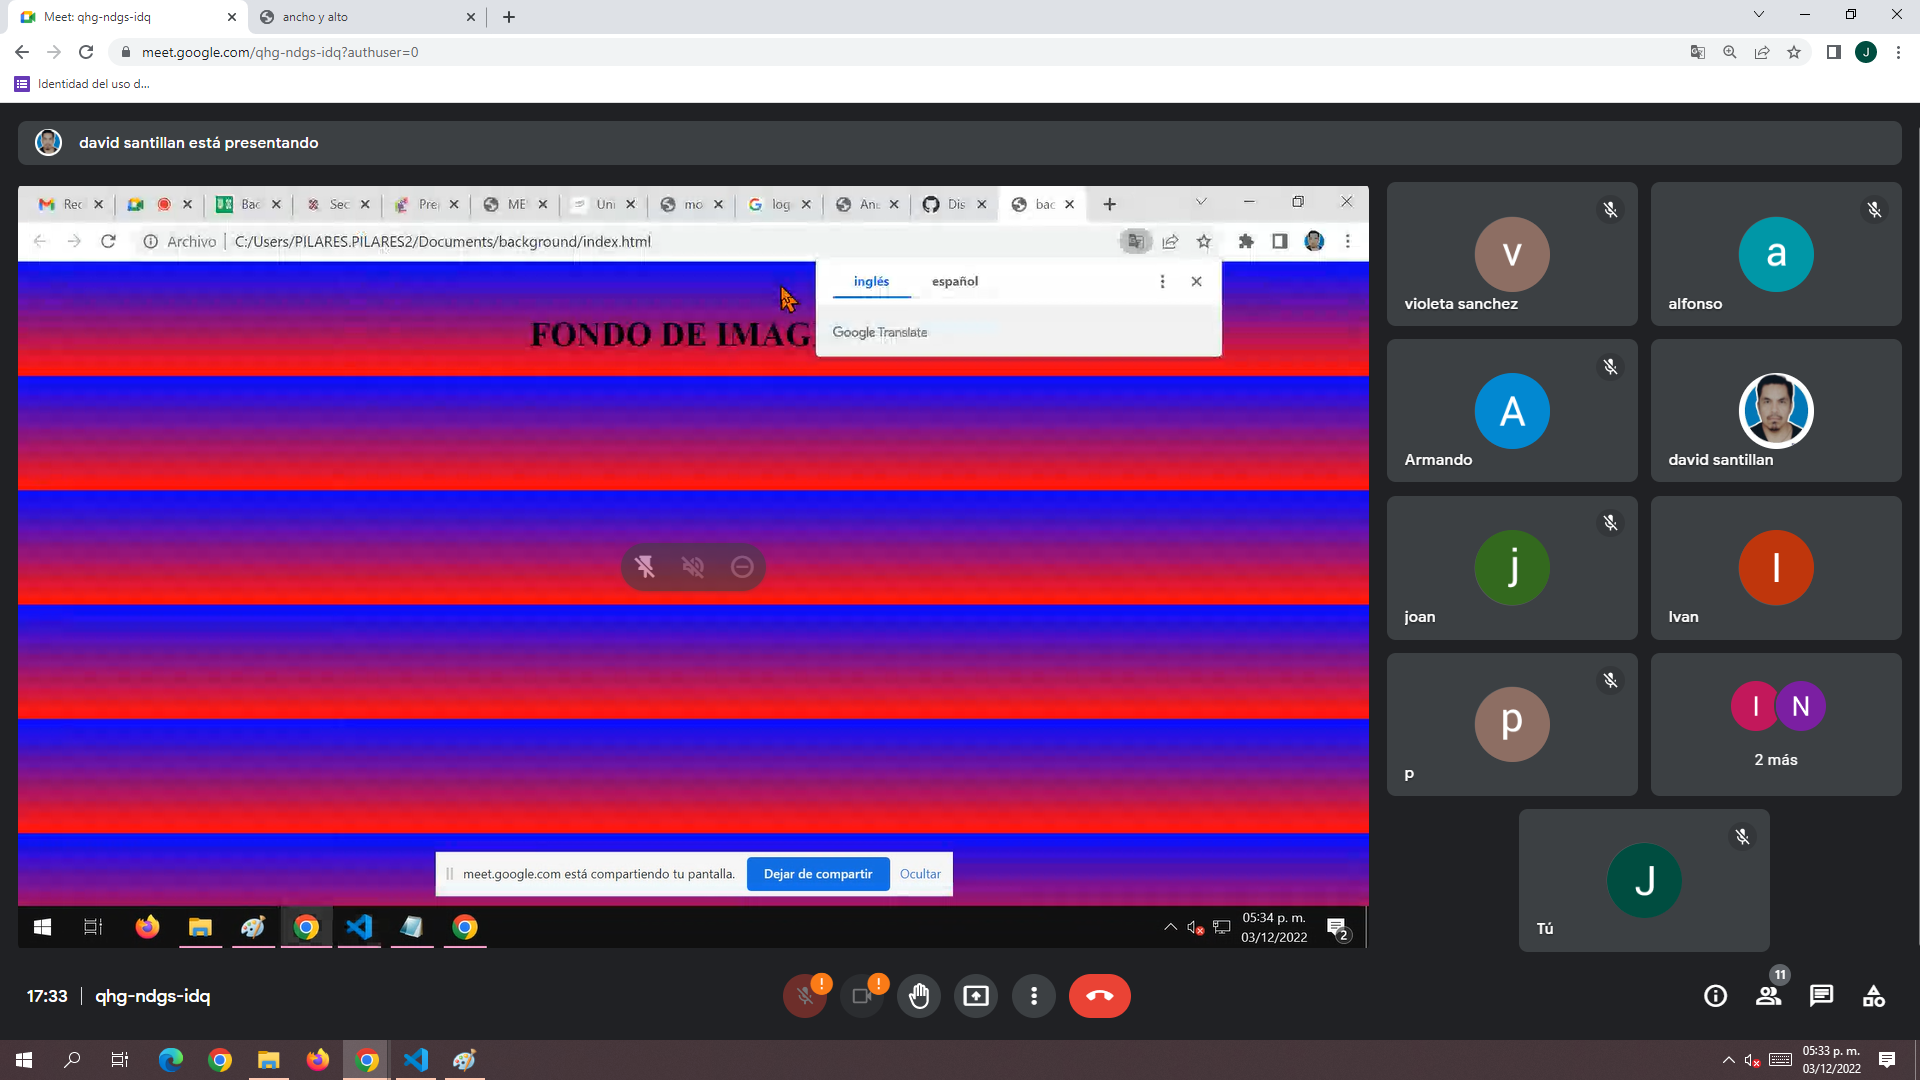 Meet: qhg-ndgs-idq
ancho y alto
meet.google.com/qhg-ndgs-idq?authuser=0
J
Identidad del uso d...
david santillan está presentando
Rec
Bac
Sec
Pre
ME
Uni
mo
log
Anc
Dis
bac
Archivo
C:/Users/PILARES.PILARES2/Documents/background/index.html
inglés
español
Google Translate
FONDO DE IMAG
meet.google.com está compartiendo tu pantalla.
Dejar de compartir
Ocultar
05:34 p. m.
03/12/2022
2
v
violeta sanchez
a
alfonso
A
Armando
david santillan
j
joan
I
Ivan
p
p
I
N
2 más
J
Tú
17:33
qhg-ndgs-idq
11
05:33 p. m.
03/12/2022